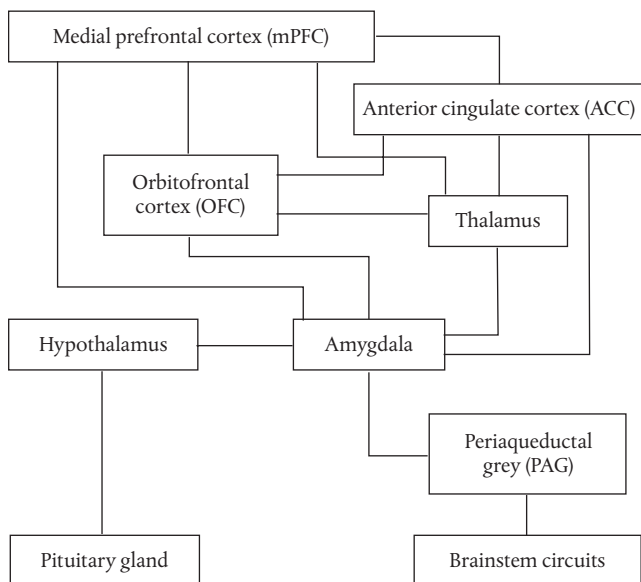 Medial prefrontal cortex (mPFC)
Anterior cingulate cortex (ACC)
Orbitofrontal
cortex (OFC)
Thalamus
Hypothalamus
Amygdala
Periaqueductal
grey (PAG)
Pituitary gland
Brainstem circuits